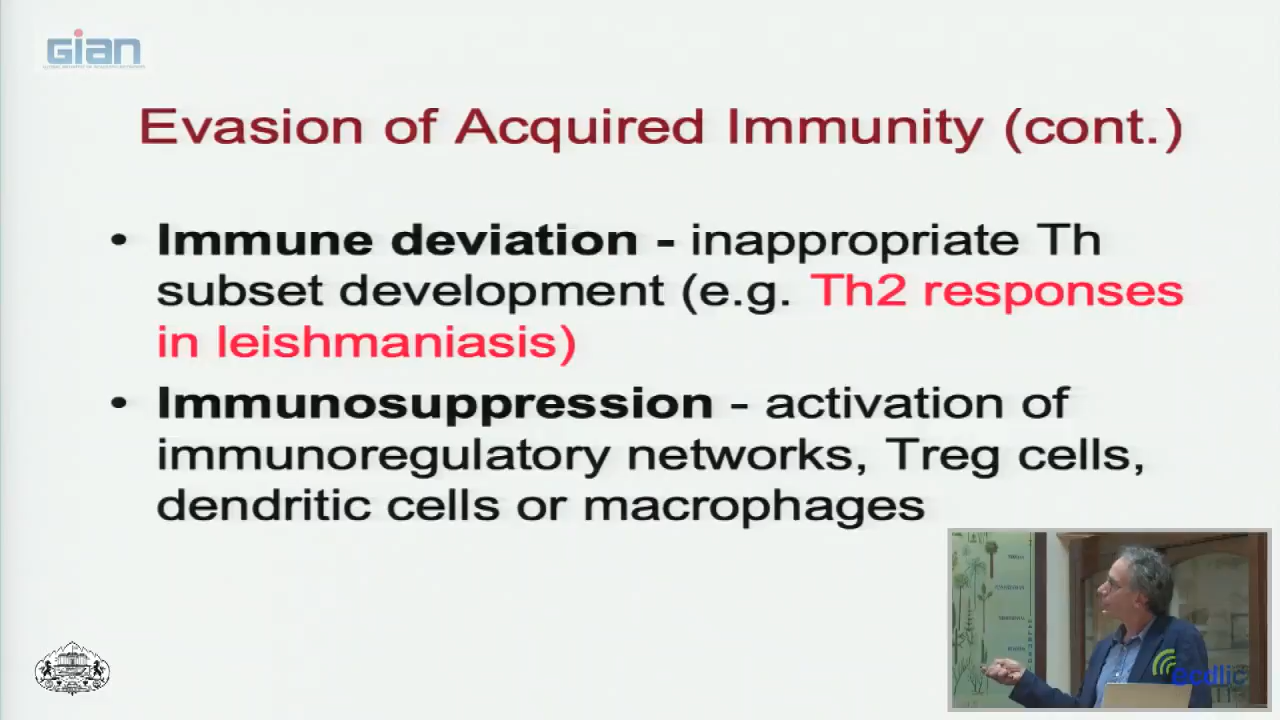 GIAN
Evasion of Acquired Immunity (cont.)
• Immune deviation - inappropriate Th
subset development (e.g. Th2 responses
in leishmaniasis)
• Immunosuppression - activation of
immunoregulatory networks, Treg cells,
dendritic cells or macrophages
ecdlic